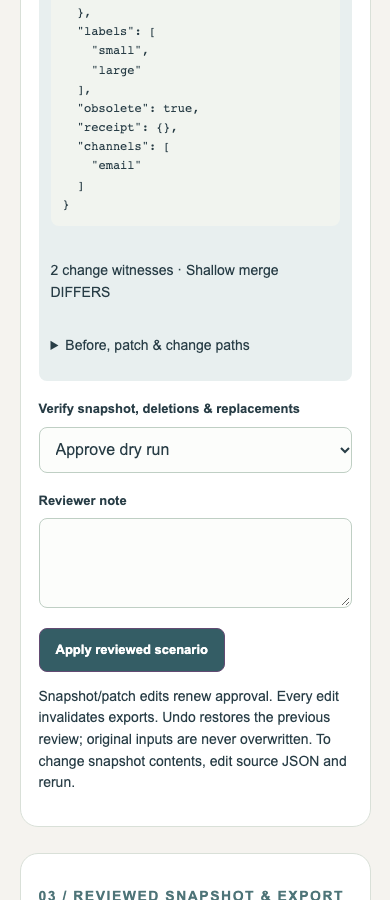 },
"labels": [
"small",
"large"
],
"obsolete": true,
"receipt": {},
"channels": [
"email"
]
}
2 change witnesses · Shallow merge
DIFFERS
▶ Before, patch & change paths
Verify snapshot, deletions & replacements
Approve dry run
Reviewer note
Apply reviewed scenario
Snapshot/patch edits renew approval. Every edit
invalidates exports. Undo restores the previous
review; original inputs are never overwritten. To
change snapshot contents, edit source JSON and
rerun.
03 / REVIEWED SNAPSHOT & EXPORT